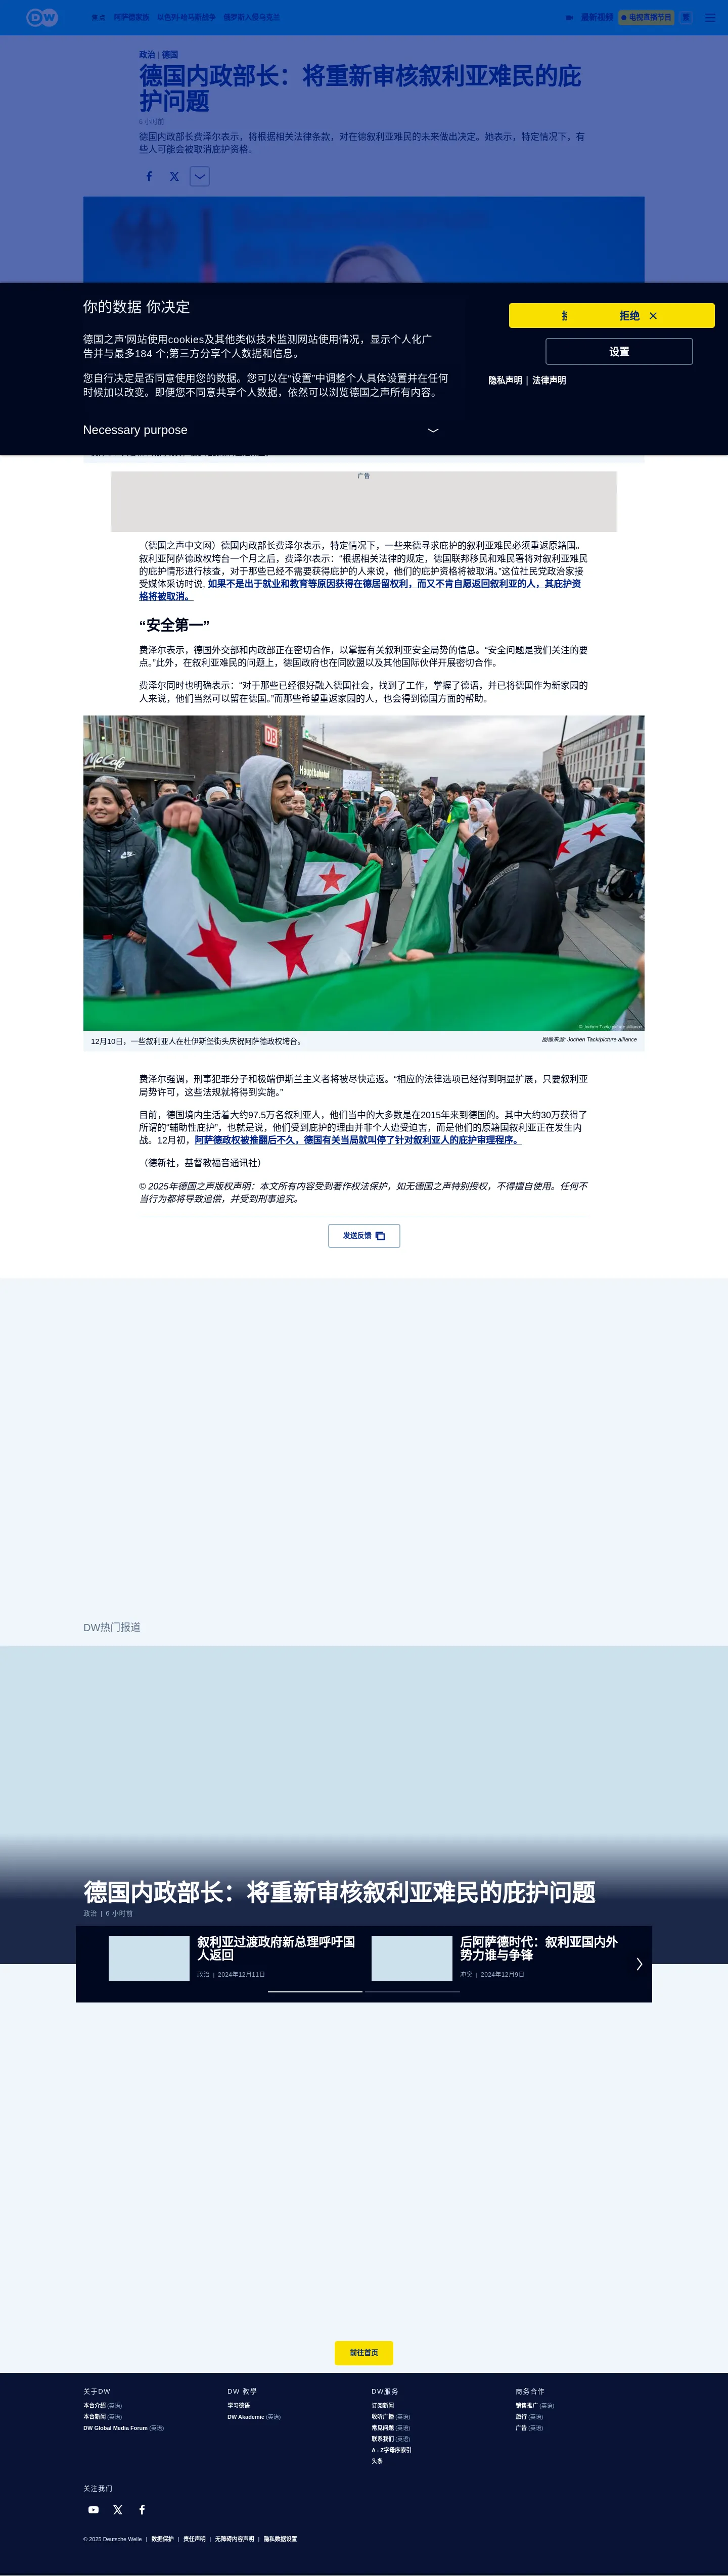 DW
焦点 阿萨德家族 以色列-哈马斯战争 俄罗斯入侵乌克兰
最新视频 电视直播节目 繁
政治 | 德国
德国内政部长：将重新审核叙利亚难民的庇
护问题
6 小时前
德国内政部长费泽尔表示，将根据相关法律条款，对在德叙利亚难民的未来做出决定。她表示，特定情况下，有
些人可能会被取消庇护资格。
你的数据 你决定
拒绝
德国之声'网站使用cookies及其他类似技术监测网站使用情况，显示个人化广
告并与最多184 个;第三方分享个人数据和信息。
设置
您自行决定是否同意使用您的数据。您可以在“设置”中调整个人具体设置并在任何
时候加以改变。即便您不同意共享个人数据，依然可以浏览德国之声所有内容。
隐私声明 | 法律声明
Necessary purpose
广告
（德国之声中文网）德国内政部长费泽尔表示，特定情况下，一些来德寻求庇护的叙利亚难民必须重返原籍国。
叙利亚阿萨德政权垮台一个月之后，费泽尔表示：“根据相关法律的规定，德国联邦移民和难民署将对叙利亚难民
的庇护情形进行核查，对于那些已经不需要获得庇护的人来说，他们的庇护资格将被取消。”这位社民党政治家接
受媒体采访时说, 如果不是出于就业和教育等原因获得在德居留权利，而又不肯自愿返回叙利亚的人，其庇护资
格将被取消。
“安全第一”
费泽尔表示，德国外交部和内政部正在密切合作，以掌握有关叙利亚安全局势的信息。“安全问题是我们关注的要
点。”此外，在叙利亚难民的问题上，德国政府也在同欧盟以及其他国际伙伴开展密切合作。
费泽尔同时也明确表示：“对于那些已经很好融入德国社会，找到了工作，掌握了德语，并已将德国作为新家园的
人来说，他们当然可以留在德国。”而那些希望重返家园的人，也会得到德国方面的帮助。
McCafé
DB
Hauptbahnhof
© Jochen Tack/picture alliance
12月10日，一些叙利亚人在杜伊斯堡街头庆祝阿萨德政权垮台。
图像来源: Jochen Tack/picture alliance
费泽尔强调，刑事犯罪分子和极端伊斯兰主义者将被尽快遣返。“相应的法律选项已经得到明显扩展，只要叙利亚
局势许可，这些法规就将得到实施。”
目前，德国境内生活着大约97.5万名叙利亚人，他们当中的大多数是在2015年来到德国的。其中大约30万获得了
所谓的“辅助性庇护”，也就是说，他们受到庇护的理由并非个人遭受迫害，而是他们的原籍国叙利亚正在发生内
战。12月初，阿萨德政权被推翻后不久，德国有关当局就叫停了针对叙利亚人的庇护审理程序。
（德新社，基督教福音通讯社）
© 2025年德国之声版权声明：本文所有内容受到著作权法保护，如无德国之声特别授权，不得擅自使用。任何不
当行为都将导致追偿，并受到刑事追究。
发送反馈
DW热门报道
德国内政部长：将重新审核叙利亚难民的庇护问题
政治 | 6 小时前
叙利亚过渡政府新总理呼吁国
人返回
政治 | 2024年12月11日
后阿萨德时代：叙利亚国内外
势力谁与争锋
冲突 | 2024年12月9日
前往首页
关于DW
本台介绍 (英语)
本台新闻 (英语)
DW Global Media Forum (英语)
DW 教學
学习德语
DW Akademie (英语)
DW服务
订阅新闻
收听广播 (英语)
常见问题 (英语)
联系我们 (英语)
A - Z字母序索引
头条
商务合作
销售推广 (英语)
旅行 (英语)
广告 (英语)
关注我们
© 2025 Deutsche Welle | 数据保护 | 责任声明 | 无障碍内容声明 | 隐私数据设置